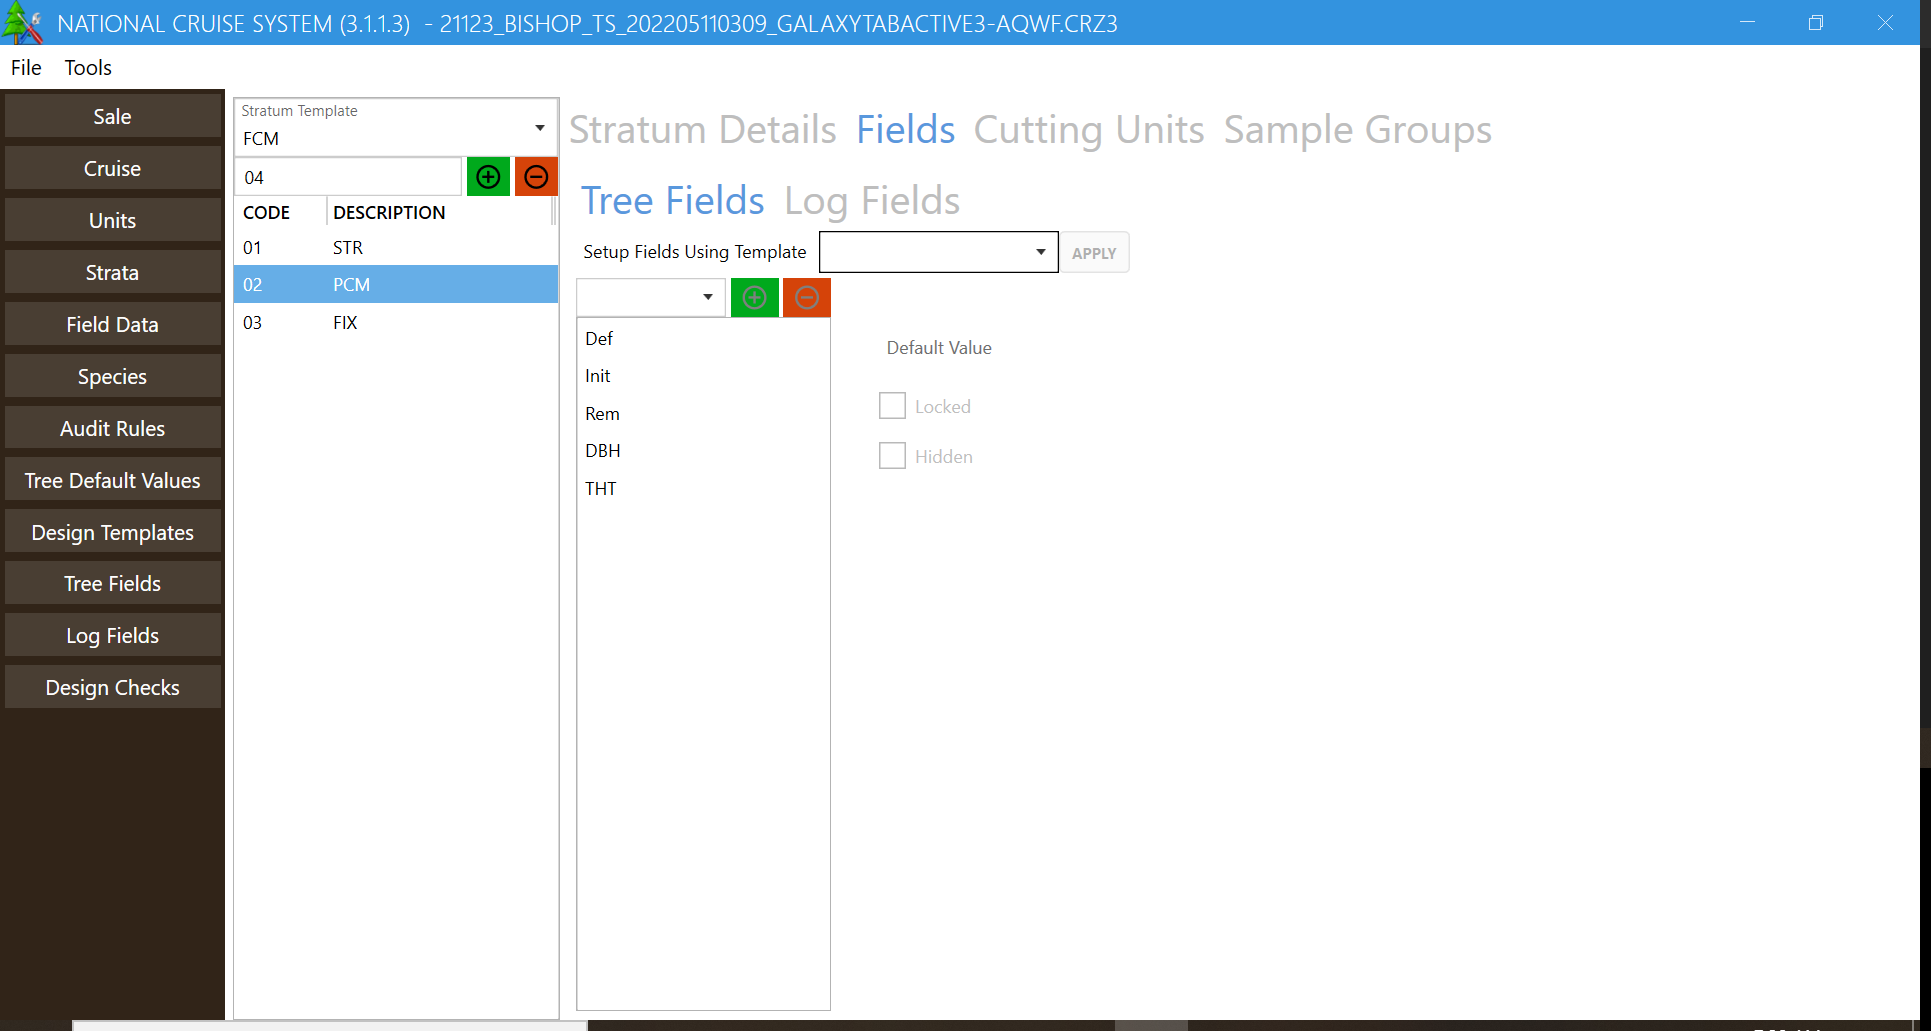 NATIONAL CRUISE SYSTEM (3.1.1.3) - 21123_BISHOP_TS_202205110309_GALAXYTABACTIVE3-AQWF.CRZ3
File Tools
Sale
Cruise
Units
Strata
Field Data
Species
Audit Rules
Tree Default Values
Design Templates
Tree Fields
Log Fields
Design Checks
Stratum Template
FCM
04
CODE DESCRIPTION
01 STR
02 PCM
03 FIX
Stratum Details Fields Cutting Units Sample Groups
Tree Fields Log Fields
Setup Fields Using Template APPLY
Def
Init
Rem
DBH
THT
Default Value
Locked
Hidden